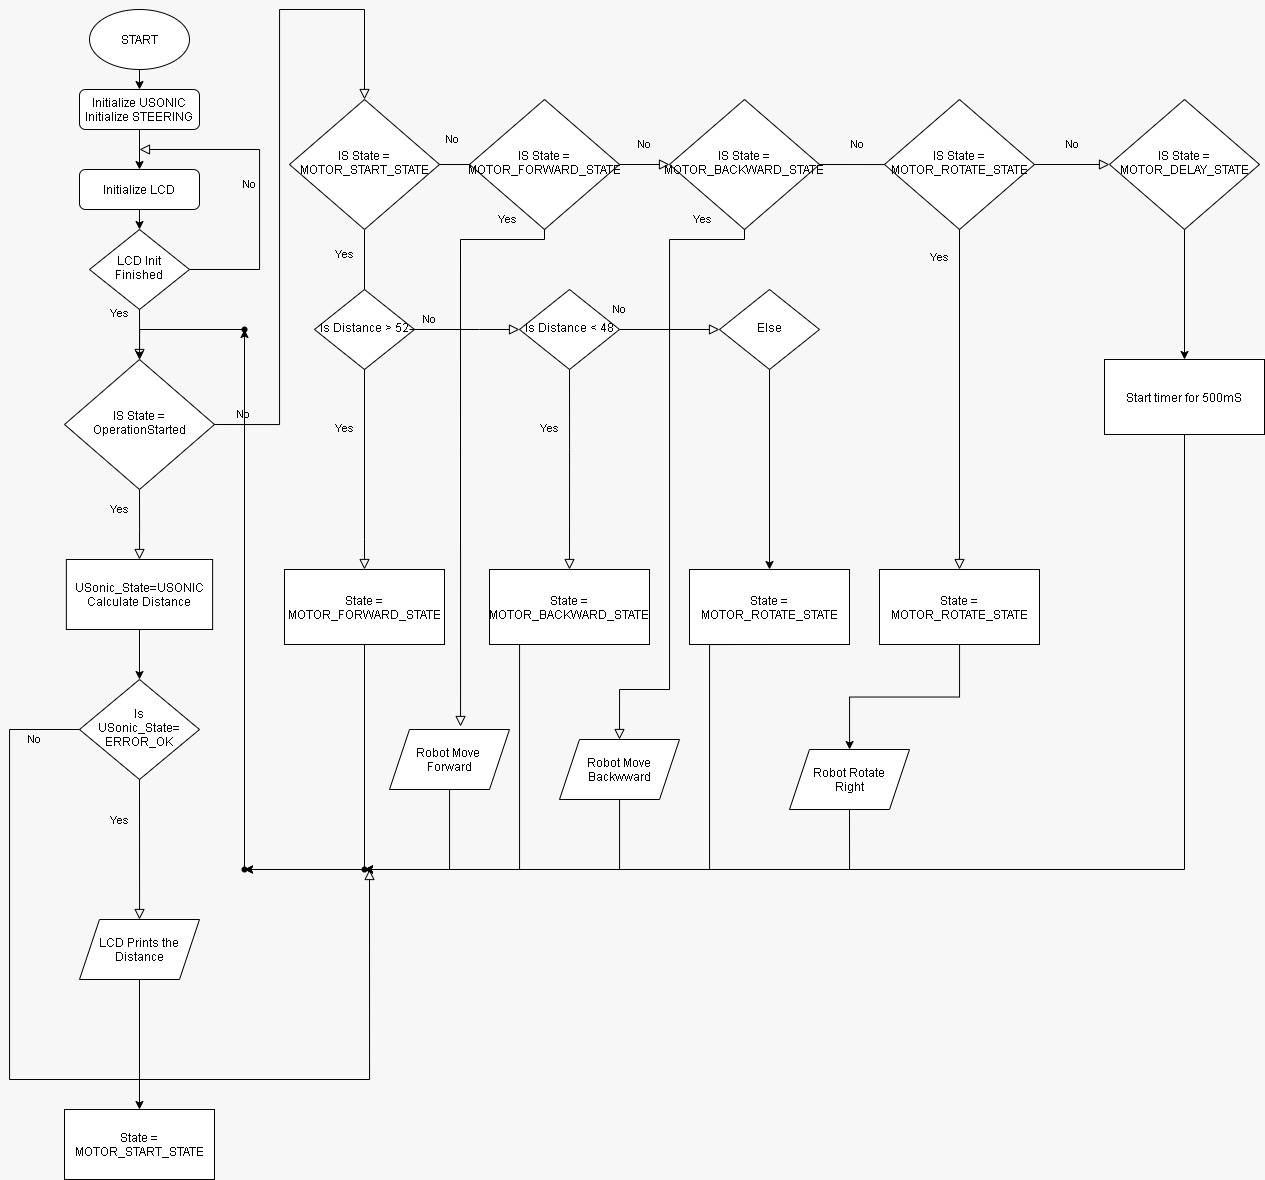 START
Initialize USONIC
Initialize STEERING
Initialize LCD
No
LCD Init
Finished
Yes
IS State =
OperationStarted
No
Yes
USonic_State=USONIC
Calculate Distance
Is
USonic_State=
ERROR_OK
No
Yes
LCD Prints the
Distance
State =
MOTOR_START_STATE
IS State =
MOTOR_START_STATE
No
IS State =
MOTOR_FORWARD_STATE
No
IS State =
MOTOR_BACKWARD_STATE
No
IS State =
MOTOR_ROTATE_STATE
No
IS State =
MOTOR_DELAY_STATE
Yes
Yes
Yes
Yes
Is Distance > 52
No
Is Distance < 48
No
Else
Start timer for 500mS
Yes
Yes
State =
MOTOR_FORWARD_STATE
State =
MOTOR_BACKWARD_STATE
State =
MOTOR_ROTATE_STATE
State =
MOTOR_ROTATE_STATE
Robot Move
Forward
Robot Move
Backwward
Robot Rotate
Right